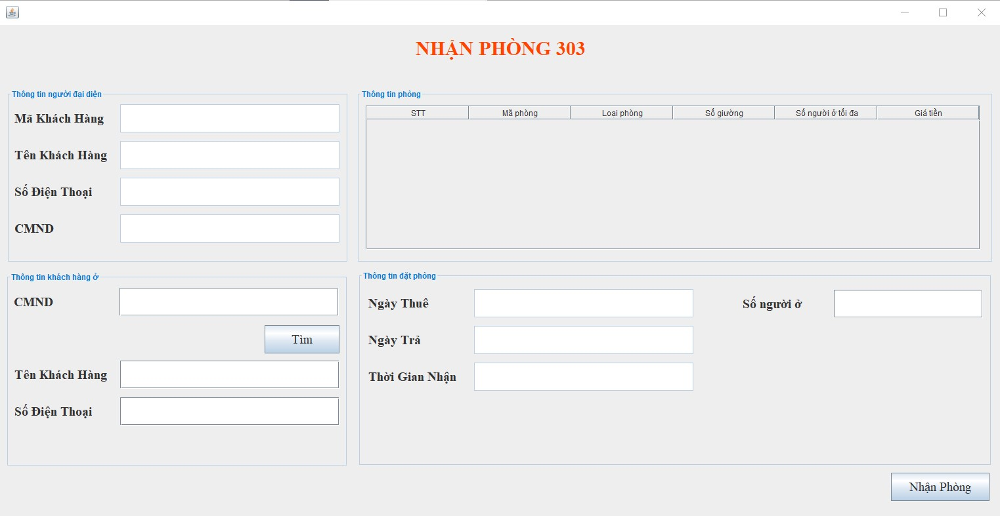 NHẬN PHÒNG 303
Thông tin người đại diện
Mã Khách Hàng
Tên Khách Hàng
Số Điện Thoại
CMND
Thông tin phòng
STT Mã phòng Loại phòng Số giường Số người ở tối đa Giá tiền
Thông tin khách hàng ở
CMND
Tìm
Tên Khách Hàng
Số Điện Thoại
Thông tin đặt phòng
Ngày Thuê
Số người ở
Ngày Trả
Thời Gian Nhận
Nhận Phòng